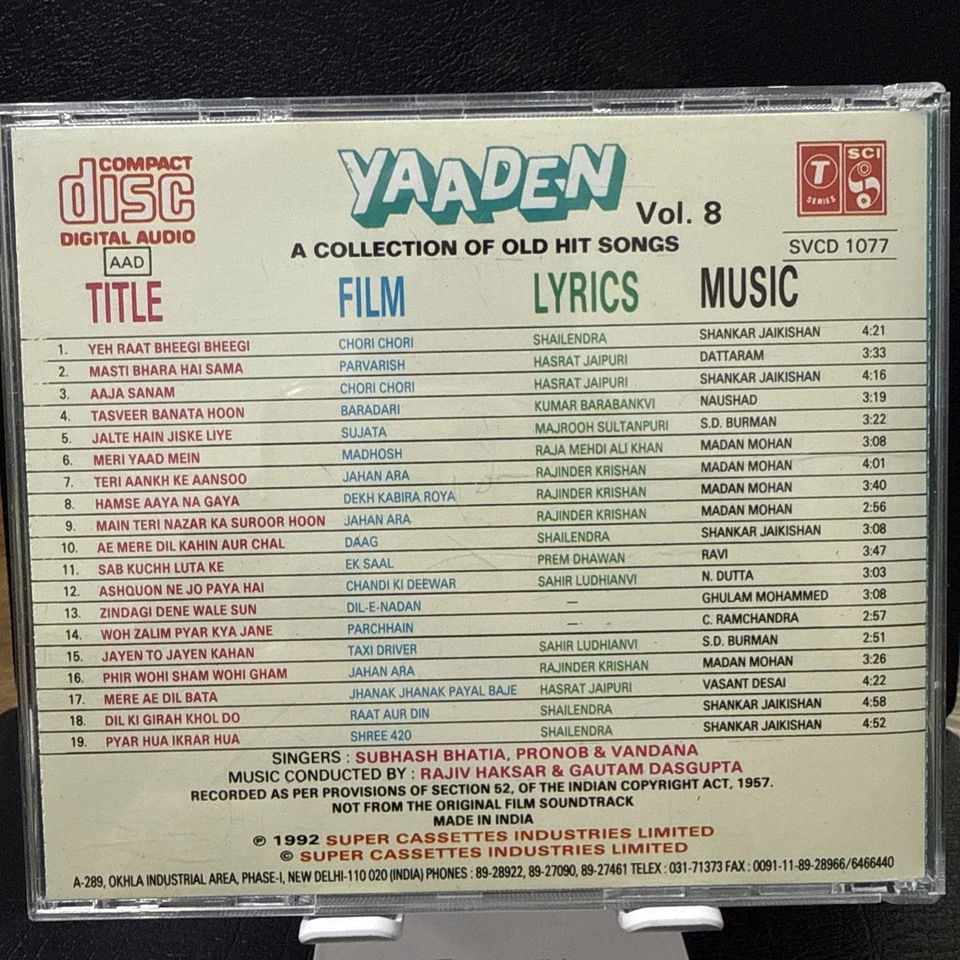 COMPACT
disc
DIGITAL AUDIO
AAD
YAADEN Vol. 8
A COLLECTION OF OLD HIT SONGS
T SERIES SCI
SVCD 1077
TITLE FILM LYRICS MUSIC
1. YEH RAAT BHEEGI BHEEGI CHORI CHORI SHAILENDRA SHANKAR JAIKISHAN 4:21
2. MASTI BHARA HAI SAMA PARVARISH HASRAT JAIPURI DATTARAM 3:33
3. AAJA SANAM CHORI CHORI HASRAT JAIPURI SHANKAR JAIKISHAN 4:16
4. TASVEER BANATA HOON BARADARI KUMAR BARABANKVI NAUSHAD 3:19
5. JALTE HAIN JISKE LIYE SUJATA MAJROOH SULTANPURI S.D. BURMAN 3:22
6. MERI YAAD MEIN MADHOSH RAJA MEHDI ALI KHAN MADAN MOHAN 3:08
7. TERI AANKH KE AANSOO JAHAN ARA RAJINDER KRISHAN MADAN MOHAN 4:01
8. HAMSE AAYA NA GAYA DEKH KABIRA ROYA RAJINDER KRISHAN MADAN MOHAN 3:40
9. MAIN TERI NAZAR KA SUROOR HOON JAHAN ARA RAJINDER KRISHAN MADAN MOHAN 2:56
10. AE MERE DIL KAHIN AUR CHAL DAAG SHAILENDRA SHANKAR JAIKISHAN 3:08
11. SAB KUCHH LUTA KE EK SAAL PREM DHAWAN RAVI 3:47
12. ASHQUON NE JO PAYA HAI CHANDI KI DEEWAR SAHIR LUDHIANVI N. DUTTA 3:03
13. ZINDAGI DENE WALE SUN DIL-E-NADAN — GHULAM MOHAMMED 3:08
14. WOH ZALIM PYAR KYA JANE PARCHHAIN — C. RAMCHANDRA 2:57
15. JAYEN TO JAYEN KAHAN TAXI DRIVER SAHIR LUDHIANVI S.D. BURMAN 2:51
16. PHIR WOHI SHAM WOHI GHAM JAHAN ARA RAJINDER KRISHAN MADAN MOHAN 3:26
17. MERE AE DIL BATA JHANAK JHANAK PAYAL BAJE HASRAT JAIPURI VASANT DESAI 4:22
18. DIL KI GIRAH KHOL DO RAAT AUR DIN SHAILENDRA SHANKAR JAIKISHAN 4:58
19. PYAR HUA IKRAR HUA SHREE 420 SHAILENDRA SHANKAR JAIKISHAN 4:52
SINGERS : SUBHASH BHATIA, PRONOB & VANDANA
MUSIC CONDUCTED BY : RAJIV HAKSAR & GAUTAM DASGUPTA
RECORDED AS PER PROVISIONS OF SECTION 52, OF THE INDIAN COPYRIGHT ACT, 1957.
NOT FROM THE ORIGINAL FILM SOUNDTRACK
MADE IN INDIA
℗ 1992 SUPER CASSETTES INDUSTRIES LIMITED
© SUPER CASSETTES INDUSTRIES LIMITED
A-289, OKHLA INDUSTRIAL AREA, PHASE-I, NEW DELHI-110 020 (INDIA) PHONES : 89-28922, 89-27090, 89-27461 TELEX : 031-71373 FAX : 0091-11-89-28966/6466440